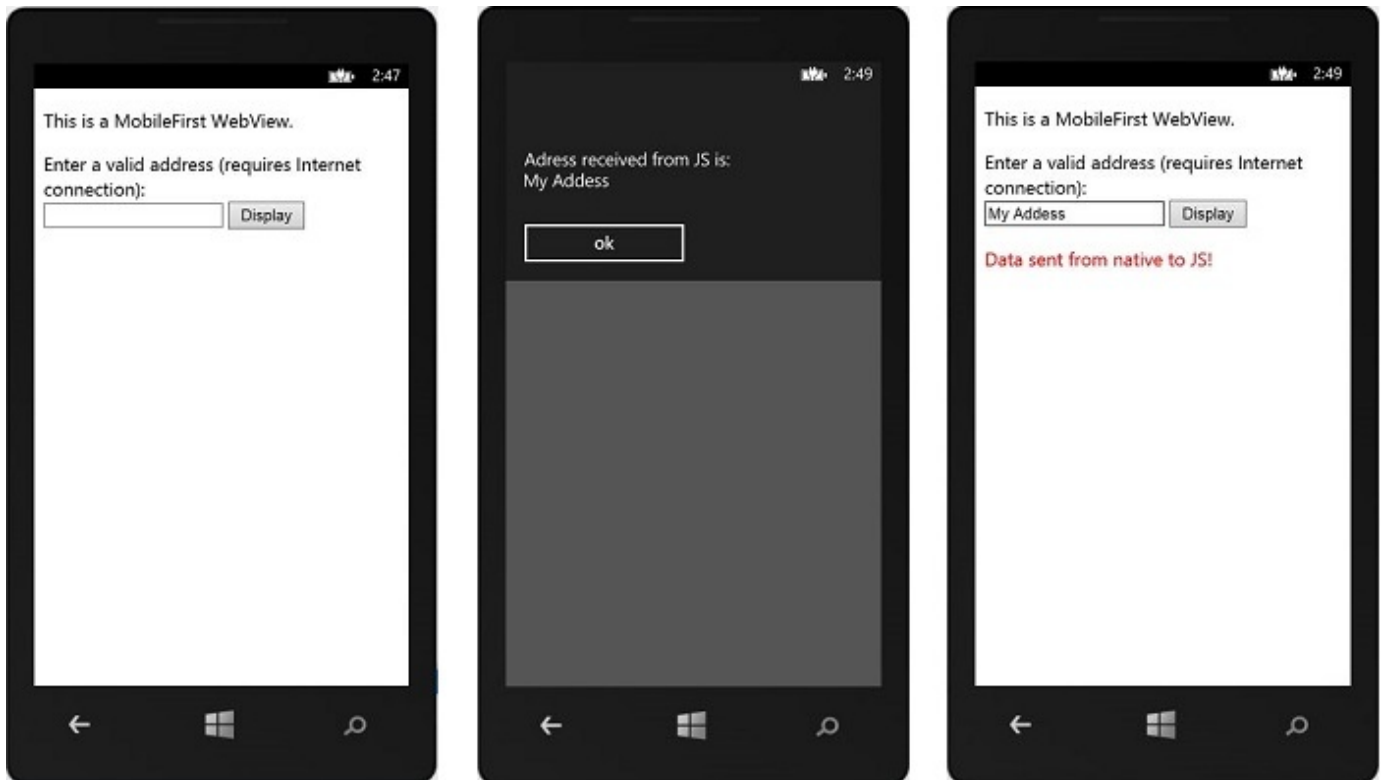 2:47
This is a MobileFirst WebView.
Enter a valid address (requires Internet
connection):
Display
2:49
Adress received from JS is:
My Addess
ok
2:49
This is a MobileFirst WebView.
Enter a valid address (requires Internet
connection):
My Addess Display
Data sent from native to JS!